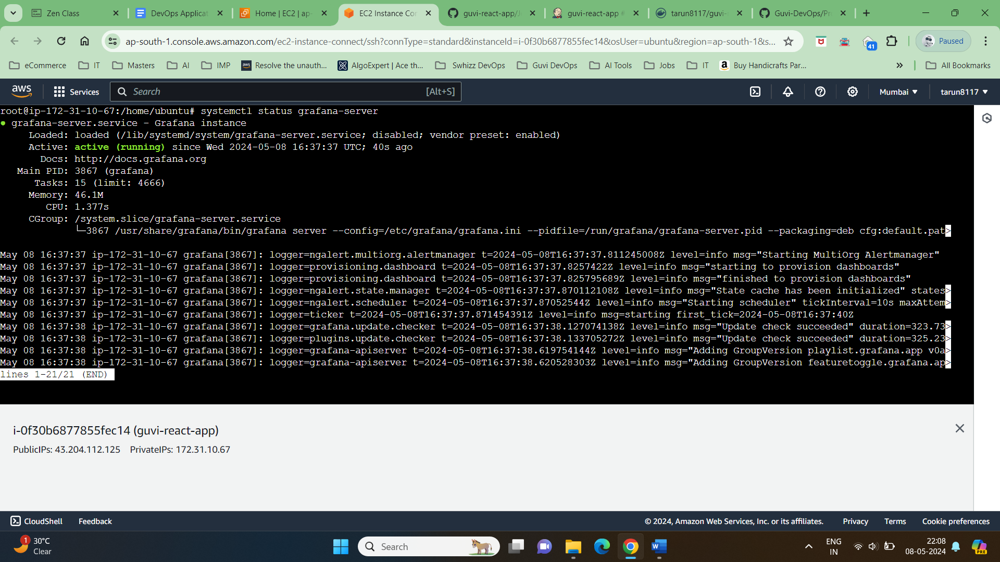 Zen Class
DevOps Applicat
Home | EC2 | ap-
EC2 Instance Co
guvi-react-app/J
guvi-react-app #
tarun8117/guvi-
Guvi-DevOps/Pr
ap-south-1.console.aws.amazon.com/ec2-instance-connect/ssh?connType=standard&instanceId=i-0f30b6877855fec14&osUser=ubuntu&region=ap-south-1&s...
41
Paused
eCommerce
IT
Masters
AI
IMP
Resolve the unauth...
AlgoExpert | Ace th...
Swhizz DevOps
Guvi DevOps
AI Tools
Jobs
IT
Buy Handicrafts Par...
All Bookmarks
aws
Services
Search
[Alt+S]
Mumbai
tarun8117
root@ip-172-31-10-67:/home/ubuntu# systemctl status grafana-server
● grafana-server.service - Grafana instance
Loaded: loaded (/lib/systemd/system/grafana-server.service; disabled; vendor preset: enabled)
Active: active (running) since Wed 2024-05-08 16:37:37 UTC; 40s ago
Docs: http://docs.grafana.org
Main PID: 3867 (grafana)
Tasks: 15 (limit: 4666)
Memory: 46.1M
CPU: 1.377s
CGroup: /system.slice/grafana-server.service
└─3867 /usr/share/grafana/bin/grafana server --config=/etc/grafana/grafana.ini --pidfile=/run/grafana/grafana-server.pid --packaging=deb cfg:default.pat>
May 08 16:37:37 ip-172-31-10-67 grafana[3867]: logger=ngalert.multiorg.alertmanager t=2024-05-08T16:37:37.811245008Z level=info msg="Starting MultiOrg Alertmanager"
May 08 16:37:37 ip-172-31-10-67 grafana[3867]: logger=provisioning.dashboard t=2024-05-08T16:37:37.8257422Z level=info msg="starting to provision dashboards"
May 08 16:37:37 ip-172-31-10-67 grafana[3867]: logger=provisioning.dashboard t=2024-05-08T16:37:37.825795689Z level=info msg="finished to provision dashboards"
May 08 16:37:37 ip-172-31-10-67 grafana[3867]: logger=ngalert.state.manager t=2024-05-08T16:37:37.870112108Z level=info msg="State cache has been initialized" states>
May 08 16:37:37 ip-172-31-10-67 grafana[3867]: logger=ngalert.scheduler t=2024-05-08T16:37:37.87052544Z level=info msg="Starting scheduler" tickInterval=10s maxAttem>
May 08 16:37:37 ip-172-31-10-67 grafana[3867]: logger=ticker t=2024-05-08T16:37:37.871454391Z level=info msg=starting first_tick=2024-05-08T16:37:40Z
May 08 16:37:38 ip-172-31-10-67 grafana[3867]: logger=grafana.update.checker t=2024-05-08T16:37:38.127074138Z level=info msg="Update check succeeded" duration=323.73>
May 08 16:37:38 ip-172-31-10-67 grafana[3867]: logger=plugins.update.checker t=2024-05-08T16:37:38.133705272Z level=info msg="Update check succeeded" duration=325.23>
May 08 16:37:38 ip-172-31-10-67 grafana[3867]: logger=grafana-apiserver t=2024-05-08T16:37:38.619754144Z level=info msg="Adding GroupVersion playlist.grafana.app v0a>
May 08 16:37:38 ip-172-31-10-67 grafana[3867]: logger=grafana-apiserver t=2024-05-08T16:37:38.620528303Z level=info msg="Adding GroupVersion featuretoggle.grafana.ap>
lines 1-21/21 (END)
i-0f30b6877855fec14 (guvi-react-app)
PublicIPs: 43.204.112.125 PrivateIPs: 172.31.10.67
CloudShell
Feedback
© 2024, Amazon Web Services, Inc. or its affiliates.
Privacy
Terms
Cookie preferences
1
30°C
Clear
Search
ENG
IN
22:08
08-05-2024
PRE